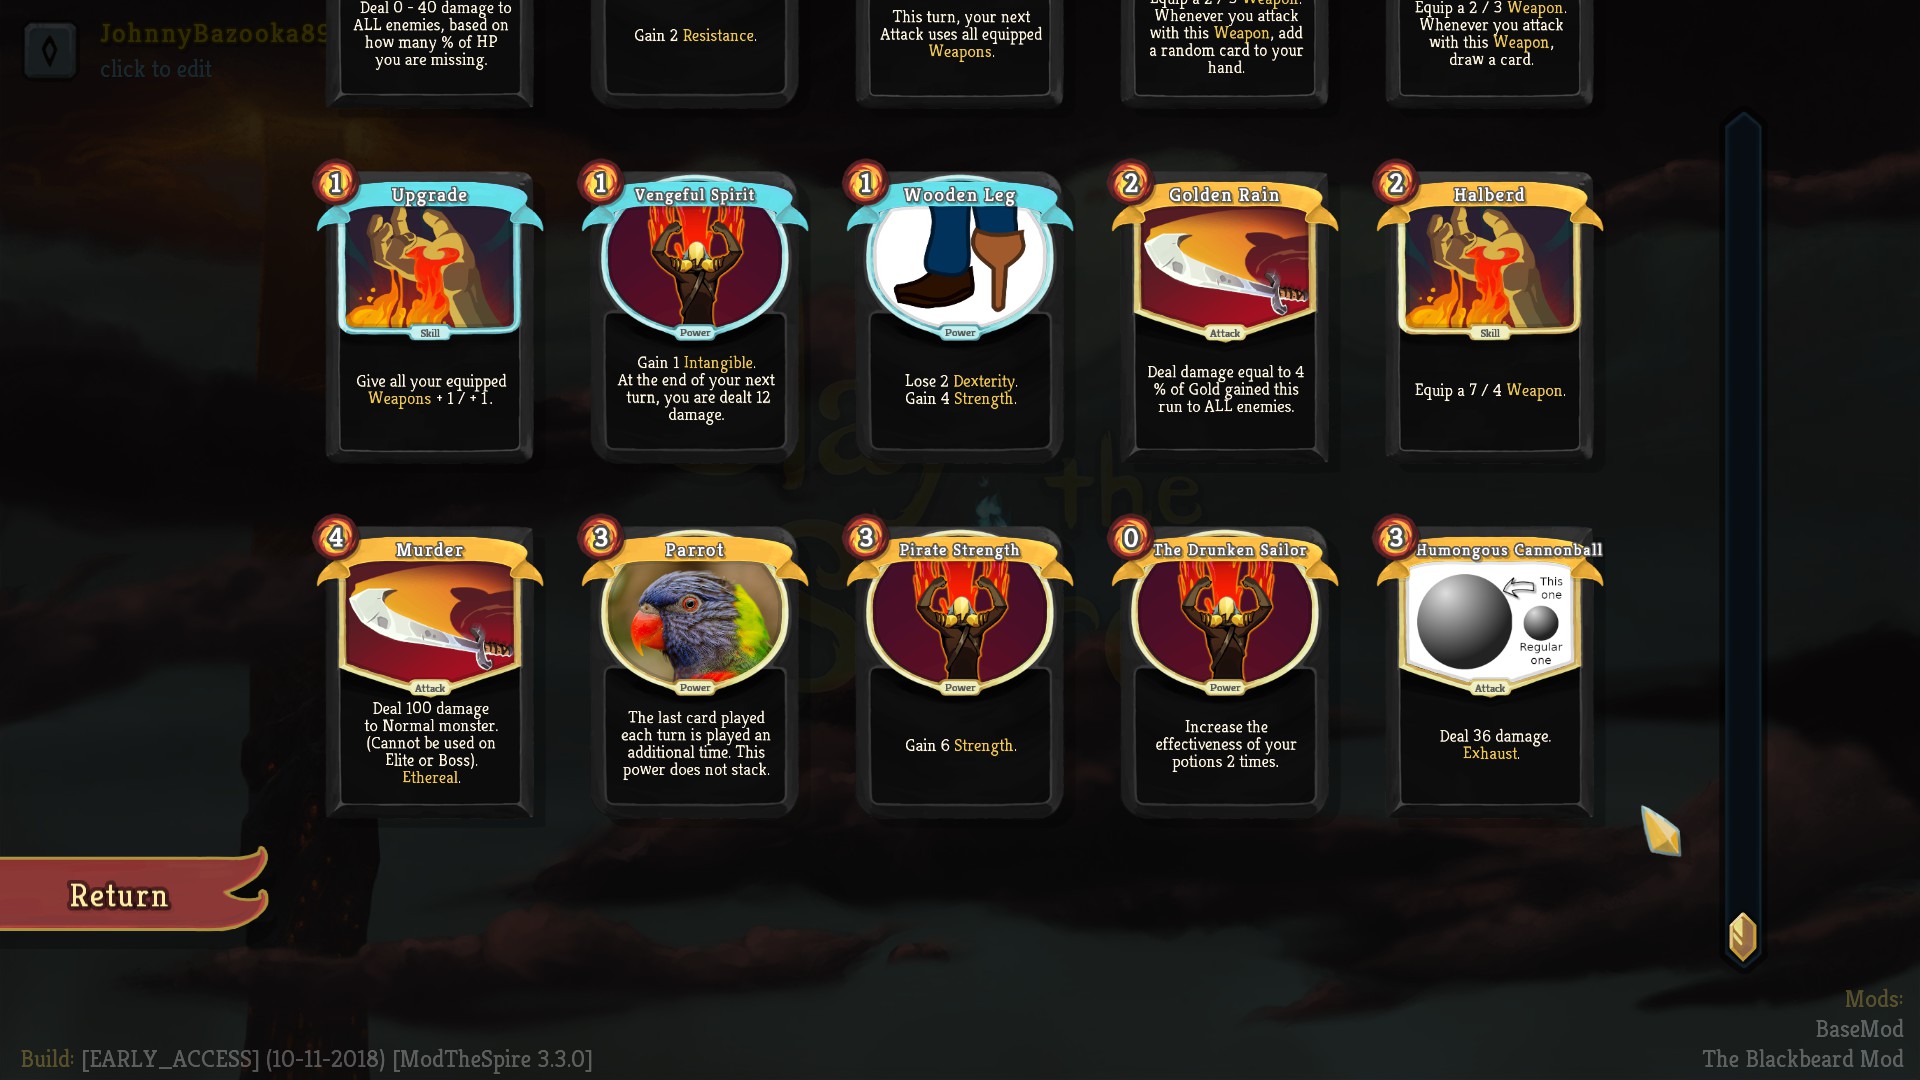 JohnnyBazooka89
click to edit
Deal 0 - 40 damage to
ALL enemies, based on
how many % of HP
you are missing.
Gain 2 Resistance.
This turn, your next
Attack uses all equipped
Weapons.
Equip a 2 / 3 Weapon.
Whenever you attack
with this Weapon, add
a random card to your
hand.
Equip a 2 / 3 Weapon.
Whenever you attack
with this Weapon,
draw a card.
1
Upgrade
Skill
Give all your equipped
Weapons + 1 / + 1.
1
Vengeful Spirit
Power
Gain 1 Intangible.
At the end of your next
turn, you are dealt 12
damage.
1
Wooden Leg
Power
Lose 2 Dexterity.
Gain 4 Strength.
2
Golden Rain
Attack
Deal damage equal to 4
% of Gold gained this
run to ALL enemies.
2
Halberd
Skill
Equip a 7 / 4 Weapon.
4
Murder
Attack
Deal 100 damage
to Normal monster.
(Cannot be used on
Elite or Boss).
Ethereal.
3
Parrot
Power
The last card played
each turn is played an
additional time. This
power does not stack.
3
Pirate Strength
Power
Gain 6 Strength.
0
The Drunken Sailor
Power
Increase the
effectiveness of your
potions 2 times.
3
Humongous Cannonball
This
one
Regular
one
Attack
Deal 36 damage.
Exhaust.
Slay
the
Spire
Return
Mods:
BaseMod
The Blackbeard Mod
Build: [EARLY_ACCESS] (10-11-2018) [ModTheSpire 3.3.0]